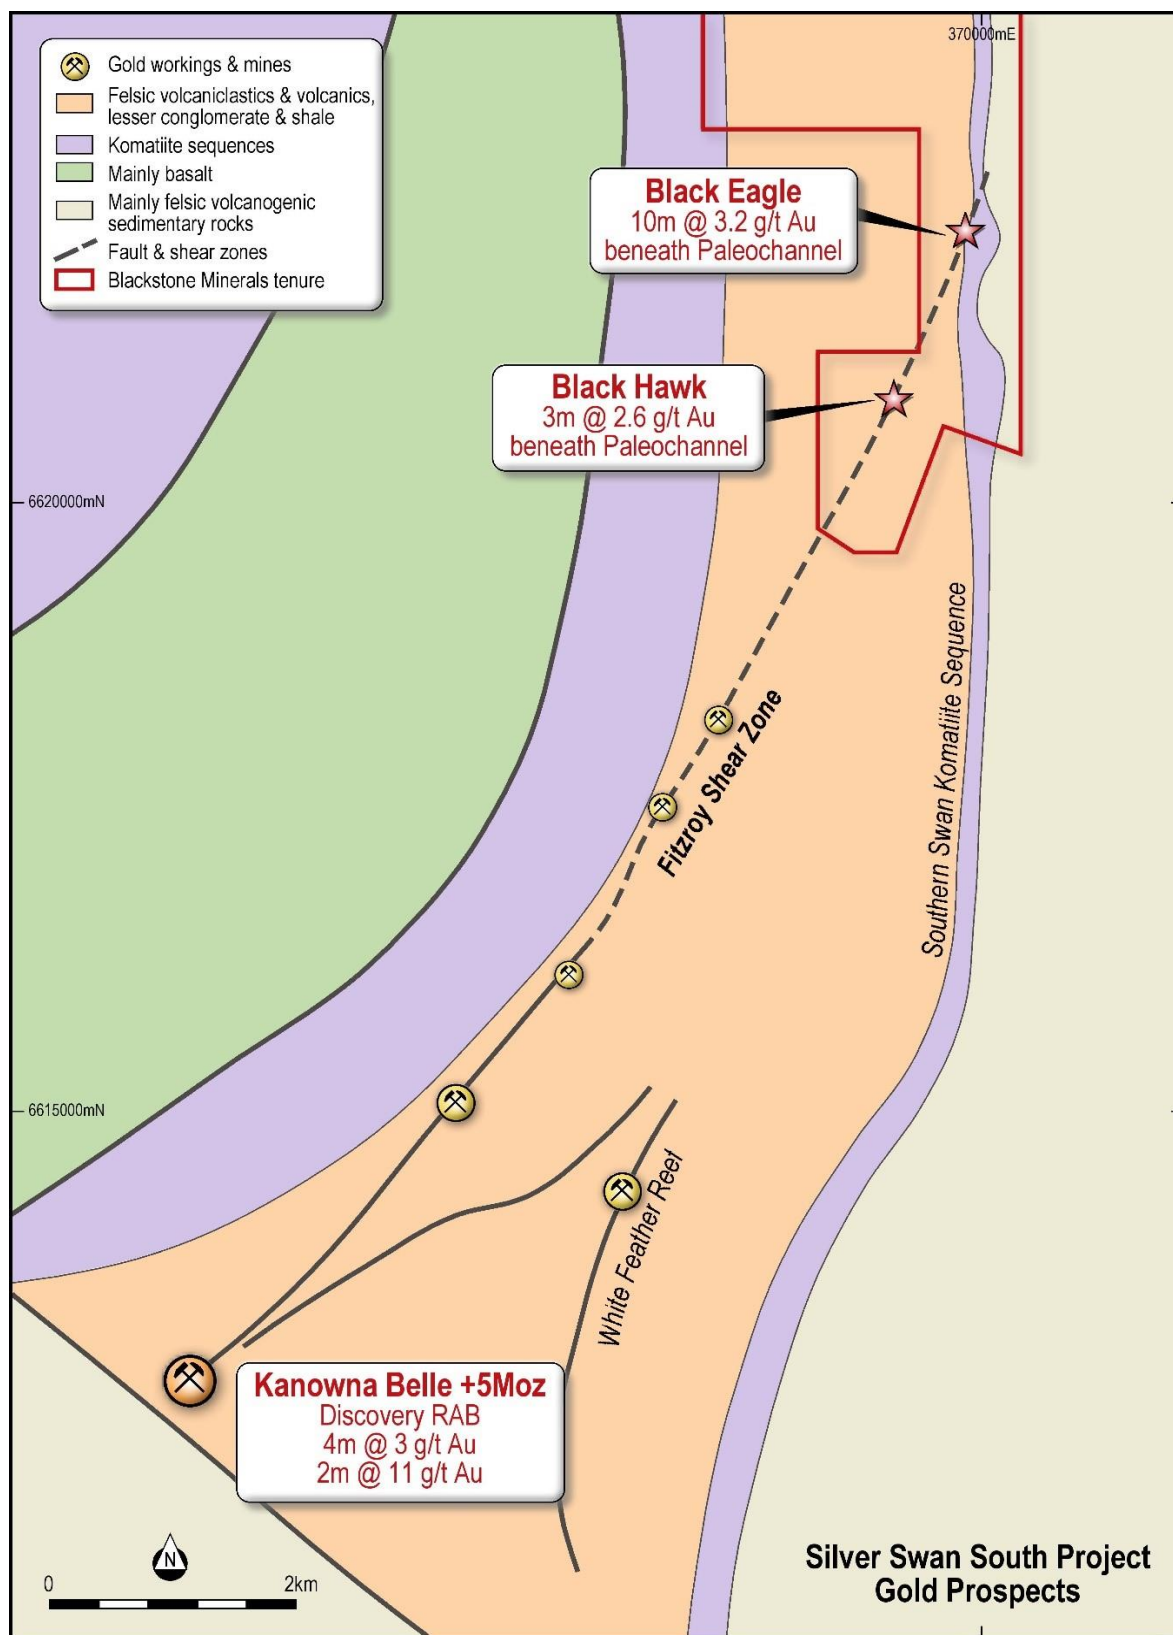 370000mE
Gold workings & mines
Felsic volcaniclastics & volcanics,
lesser conglomerate & shale
Komatiite sequences
Mainly basalt
Mainly felsic volcanogenic
sedimentary rocks
Fault & shear zones
Blackstone Minerals tenure
Black Eagle
10m @ 3.2 g/t Au
beneath Paleochannel
Black Hawk
3m @ 2.6 g/t Au
beneath Paleochannel
6620000mN
Southern Swan Komatiite Sequence
Fitzroy Shear Zone
6615000mN
White Feather Reef
Kanowna Belle +5Moz
Discovery RAB
4m @ 3 g/t Au
2m @ 11 g/t Au
N
0 2km
Silver Swan South Project
Gold Prospects